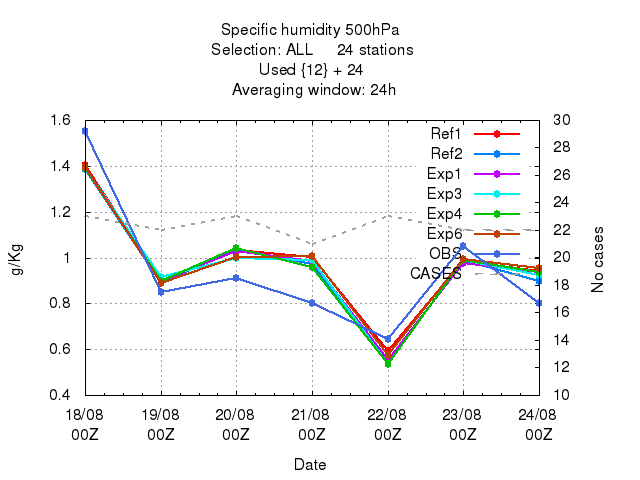 Specific humidity 500hPa
Selection: ALL 24 stations
Used {12} + 24
Averaging window: 24h
1.6
1.4
1.2
1
0.8
0.6
0.4
g/Kg
30
28
26
24
22
20
18
16
14
12
10
No cases
Ref1
Ref2
Exp1
Exp3
Exp4
Exp6
OBS
CASES
18/08 19/08 20/08 21/08 22/08 23/08 24/08
00Z 00Z 00Z 00Z 00Z 00Z 00Z
Date